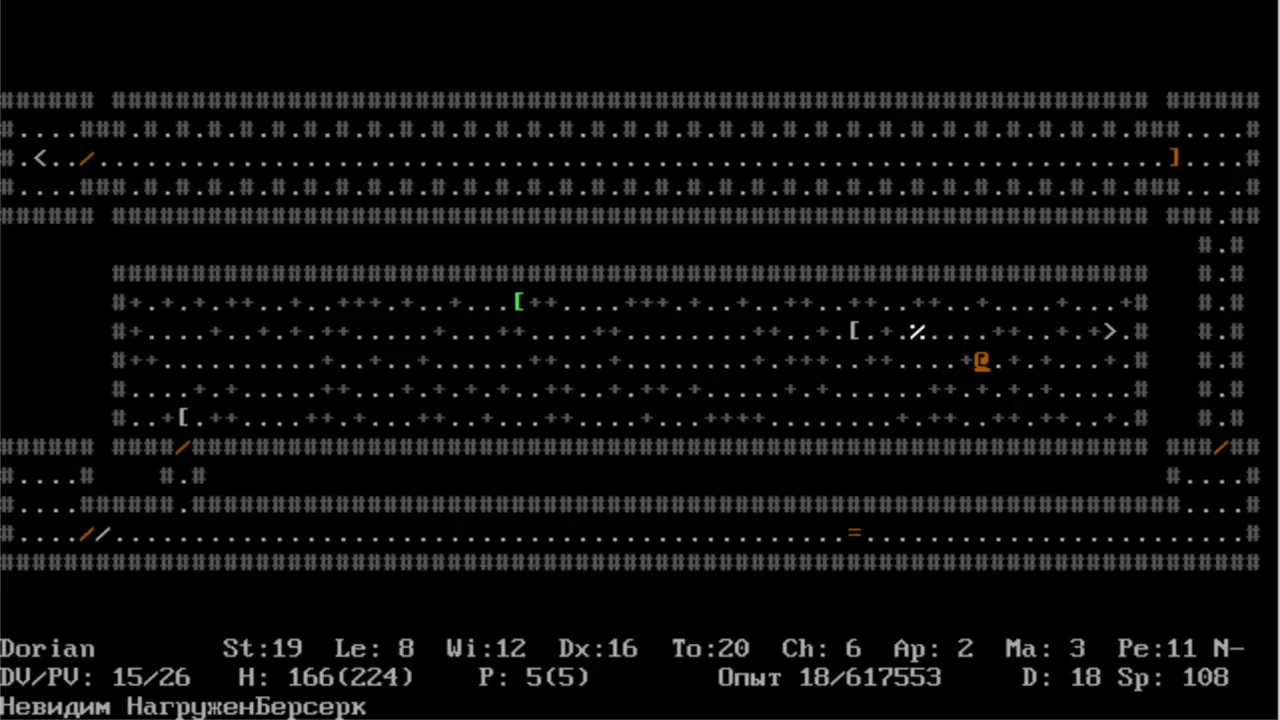 Dorian St:19 Le: 8 Wi:12 Dx:16 To:20 Ch: 6 Ap: 2 Ma: 3 Pe:11 N-
DV/PV: 15/26 H: 166(224) P: 5(5) Опыт 18/617553 D: 18 Sp: 108
Невидим НагруженБерсерк